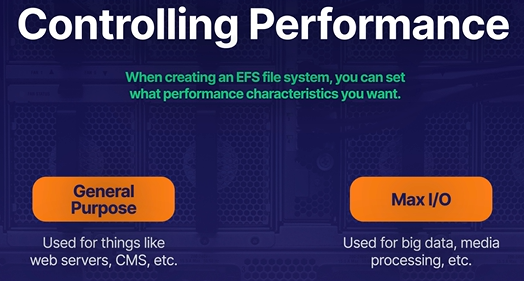 Controlling Performance
When creating an EFS file system, you can set
what performance characteristics you want.
General
Purpose
Max I/O
Used for things like
web servers, CMS, etc.
Used for big data, media
processing, etc.